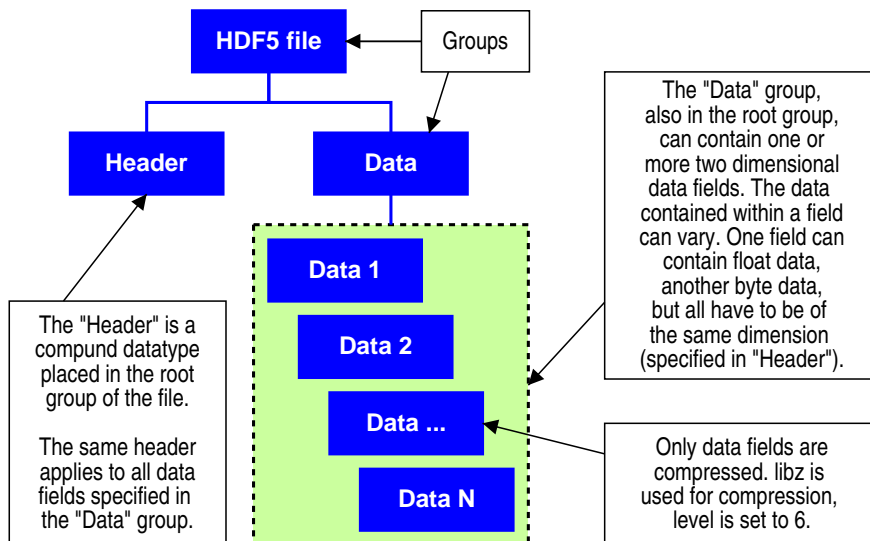 HDF5 file
Groups
Header
Data
The "Data" group,
also in the root group,
can contain one or
more two dimensional
data fields. The data
contained within a field
can vary. One field can
contain float data,
another byte data,
but all have to be of
the same dimension
(specified in "Header").
Data 1
Data 2
Data ...
Data N
The "Header" is a
compund datatype
placed in the root
group of the file.
The same header
applies to all data
fields specified in
the "Data" group.
Only data fields are
compressed. libz is
used for compression,
level is set to 6.